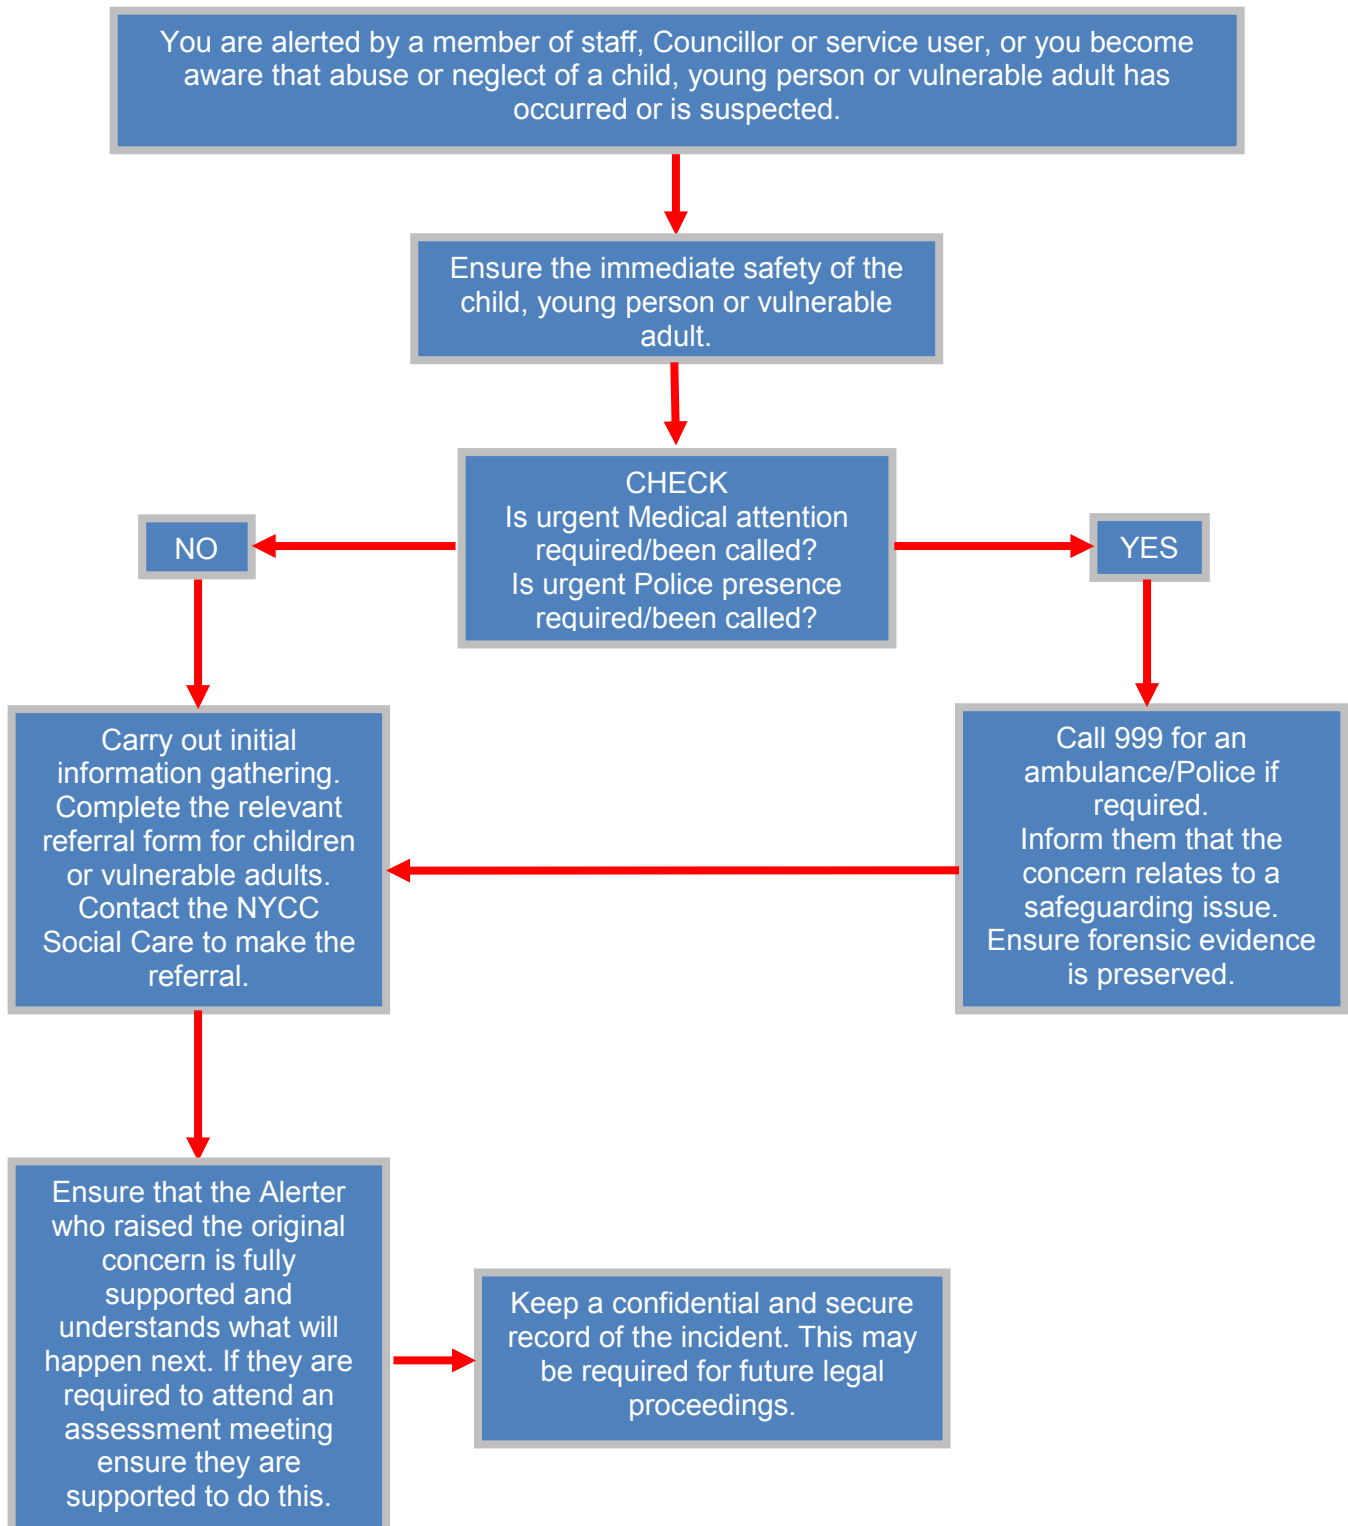 You are alerted by a member of staff, Councillor or service user, or you become
aware that abuse or neglect of a child, young person or vulnerable adult has
occurred or is suspected.
Ensure the immediate safety of the
child, young person or vulnerable
adult.
CHECK
Is urgent Medical attention
required/been called?
Is urgent Police presence
required/been called?
NO
YES
Carry out initial
information gathering.
Complete the relevant
referral form for children
or vulnerable adults.
Contact the NYCC
Social Care to make the
referral.
Call 999 for an
ambulance/Police if
required.
Inform them that the
concern relates to a
safeguarding issue.
Ensure forensic evidence
is preserved.
Ensure that the Alerter
who raised the original
concern is fully
supported and
understands what will
happen next. If they are
required to attend an
assessment meeting
ensure they are
supported to do this.
Keep a confidential and secure
record of the incident. This may
be required for future legal
proceedings.